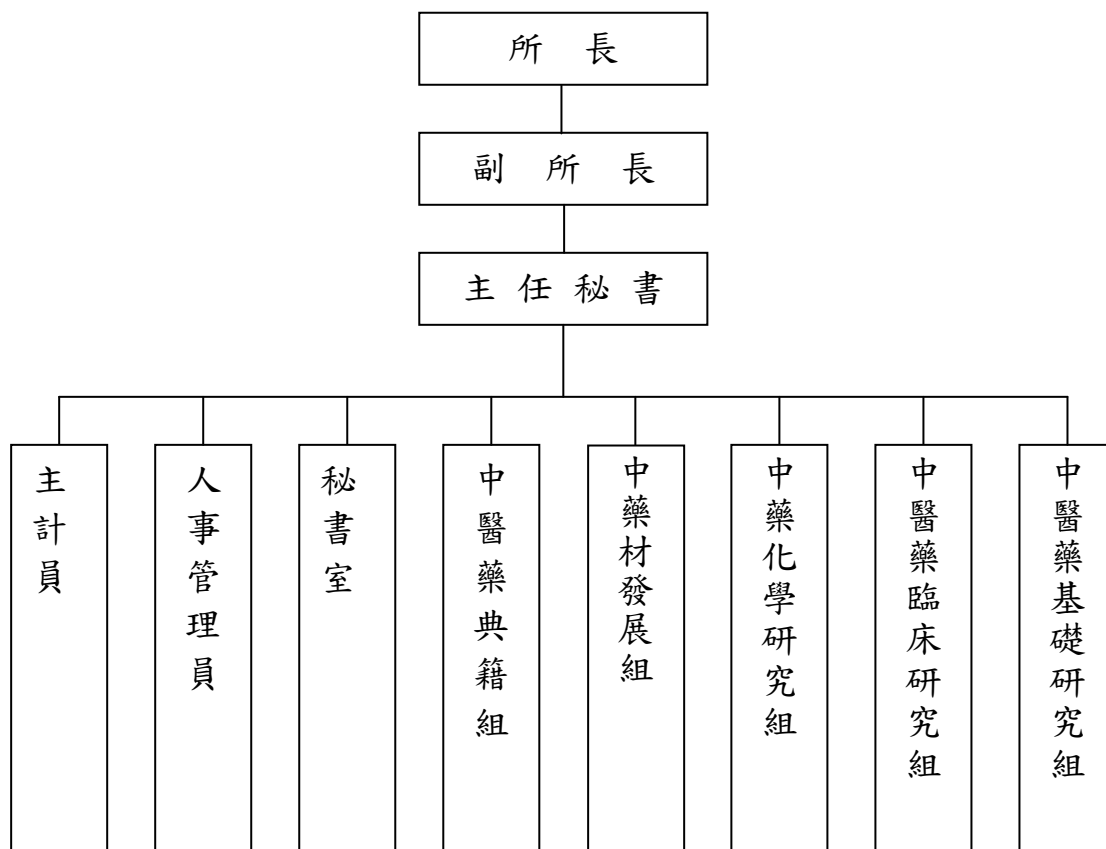 所長
副所長
主任秘書
主計員
人事管理員
秘書室
中醫藥典籍組
中藥材發展組
中藥化學研究組
中醫藥臨床研究組
中醫藥基礎研究組